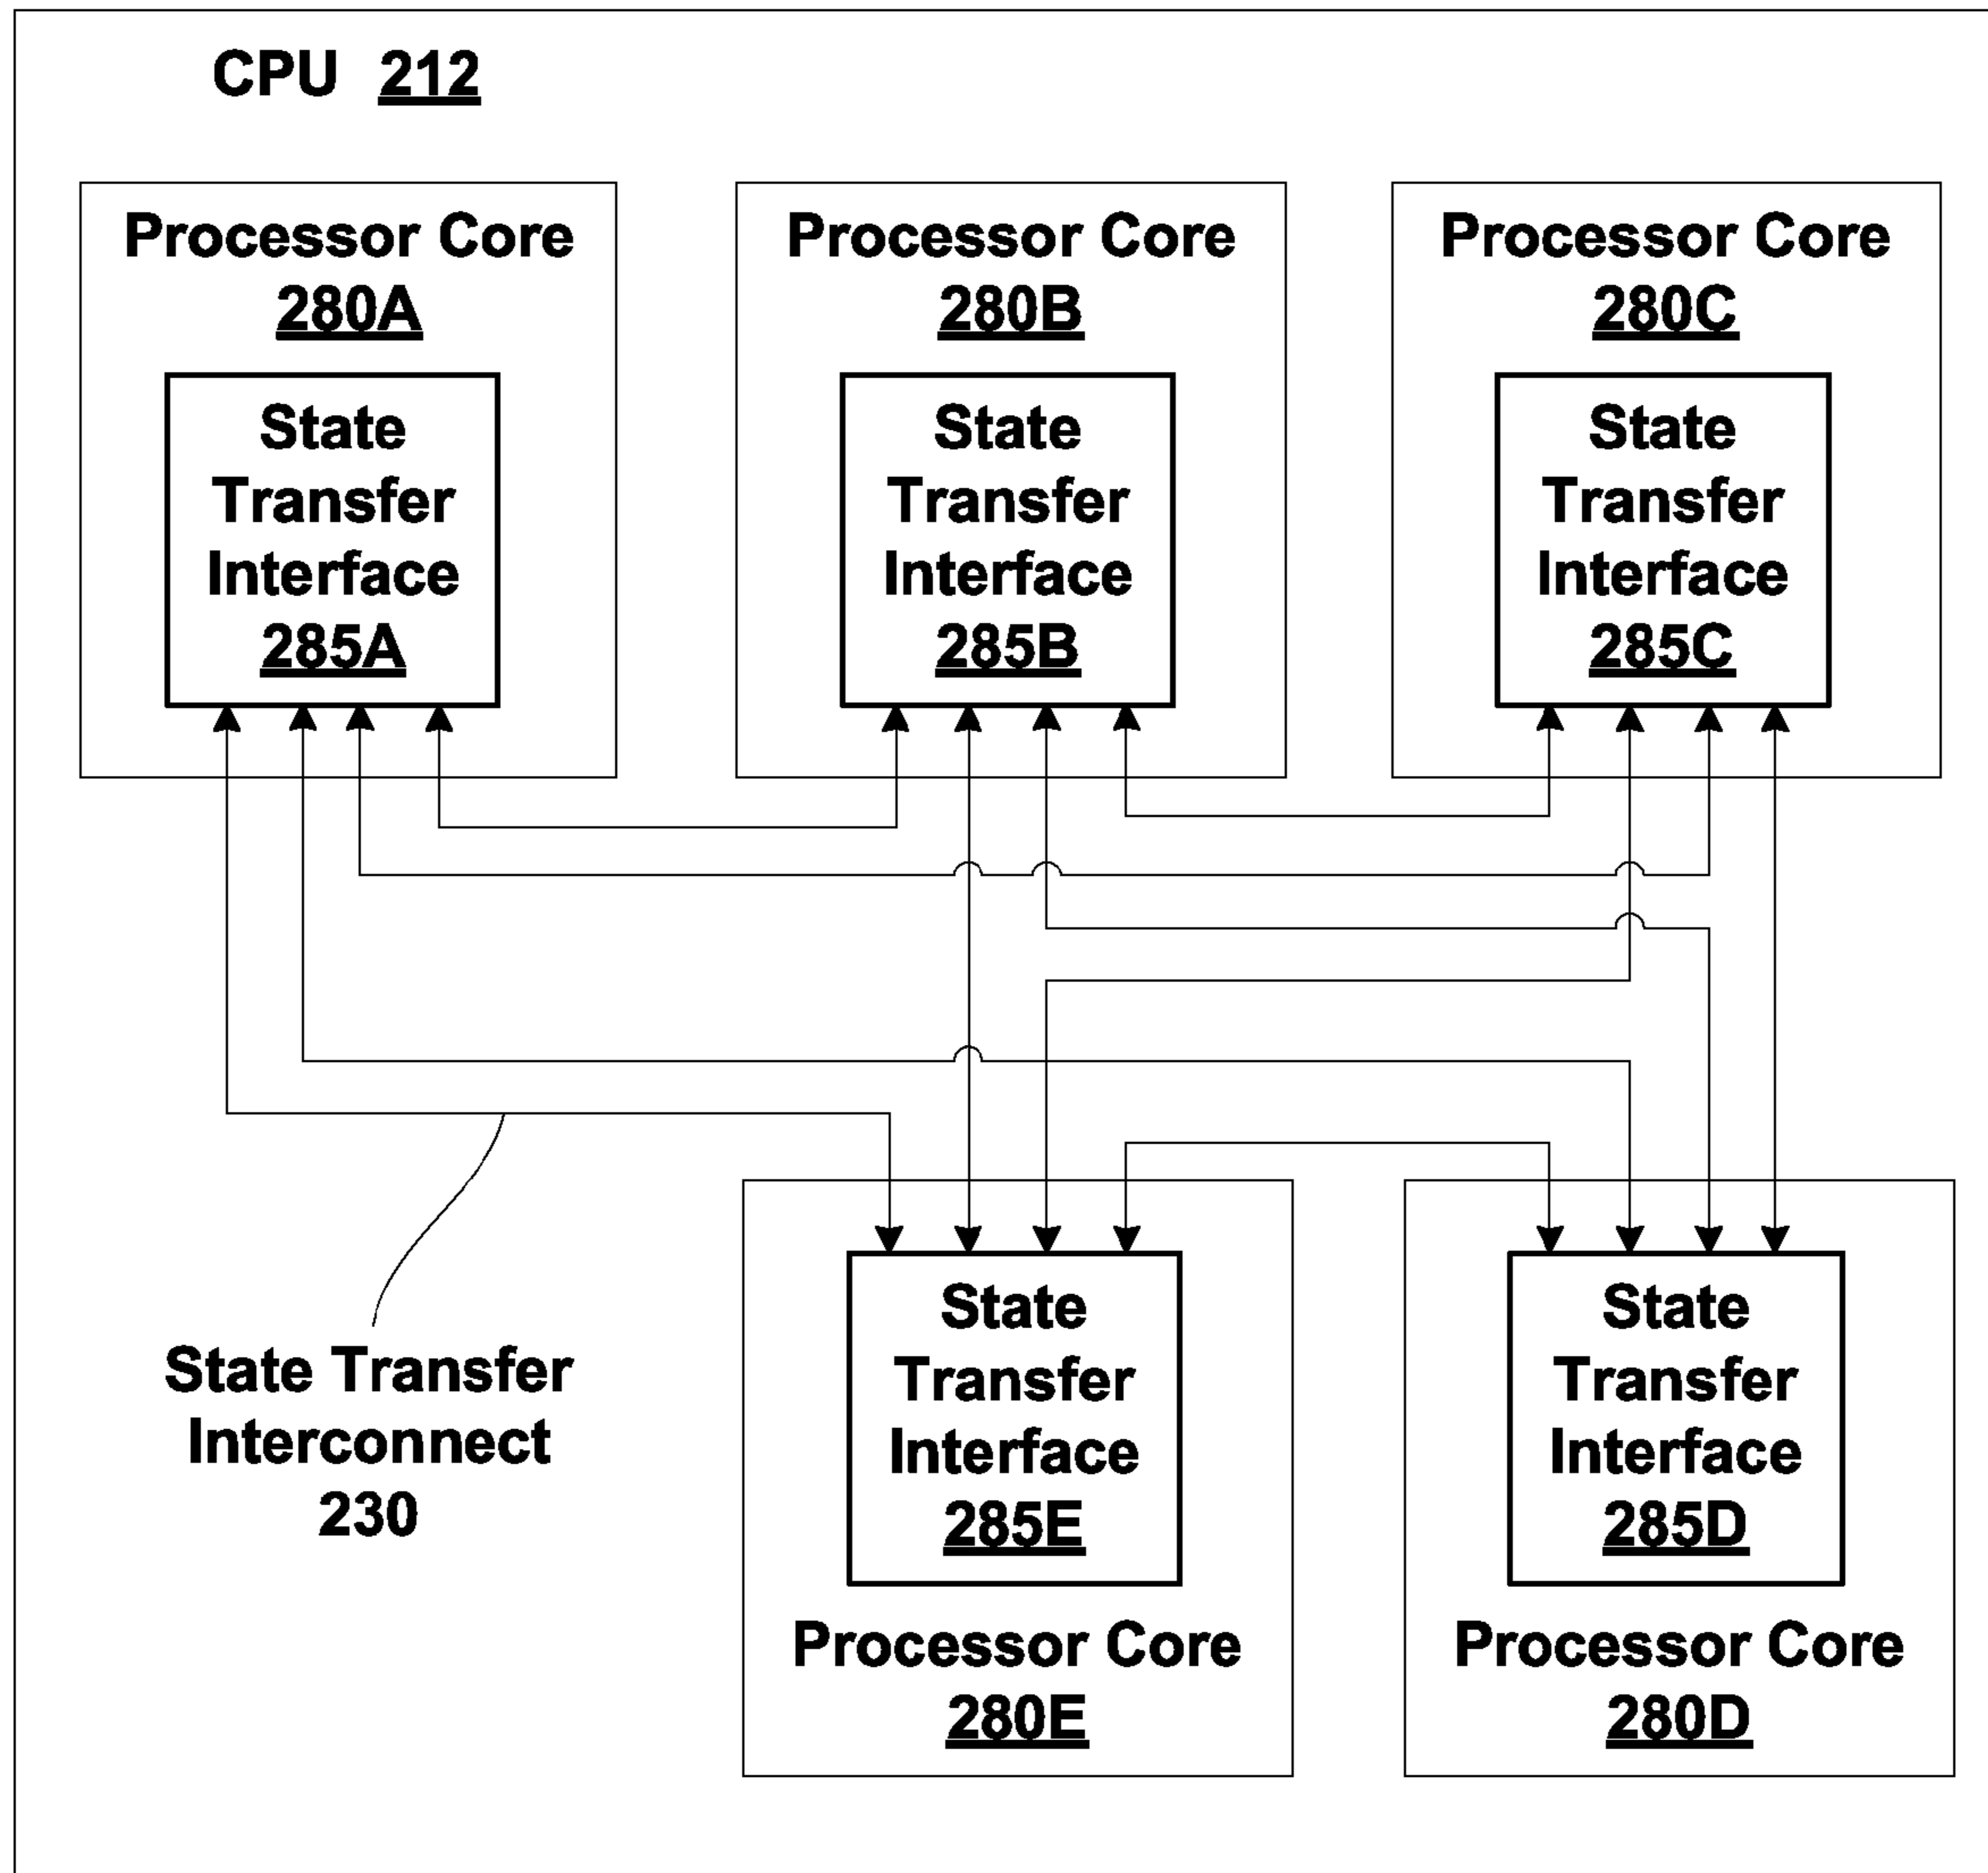 CPU 212
Processor Core
280A
State
Transfer
Interface
285A
Processor Core
280B
State
Transfer
Interface
285B
Processor Core
280C
State
Transfer
Interface
285C
State Transfer
Interconnect
230
State
Transfer
Interface
285E
Processor Core
280E
State
Transfer
Interface
285D
Processor Core
280D